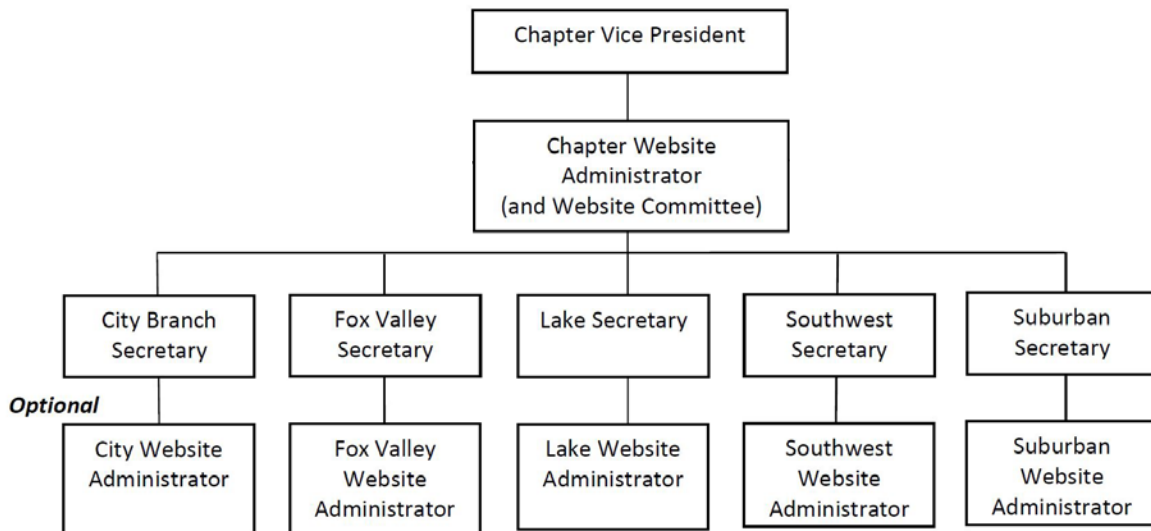 Chapter Vice President
Chapter Website
Administrator
(and Website Committee)
City Branch
Secretary
Fox Valley
Secretary
Lake Secretary
Southwest
Secretary
Suburban
Secretary
Optional
City Website
Administrator
Fox Valley
Website
Administrator
Lake Website
Administrator
Southwest
Website
Administrator
Suburban
Website
Administrator